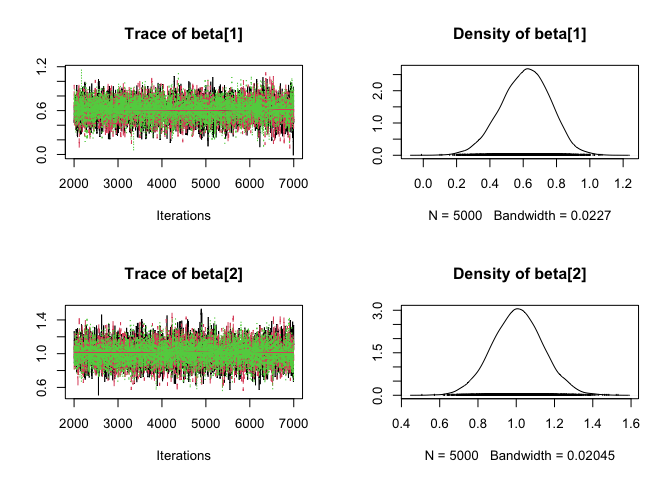 Trace of beta[1]
1.2
0.6
0.0
2000 3000 4000 5000 6000 7000
Iterations
Density of beta[1]
2.0
1.0
0.0
0.0 0.2 0.4 0.6 0.8 1.0 1.2
N = 5000 Bandwidth = 0.0227
Trace of beta[2]
1.4
1.0
0.6
2000 3000 4000 5000 6000 7000
Iterations
Density of beta[2]
3.0
1.5
0.0
0.4 0.6 0.8 1.0 1.2 1.4 1.6
N = 5000 Bandwidth = 0.02045